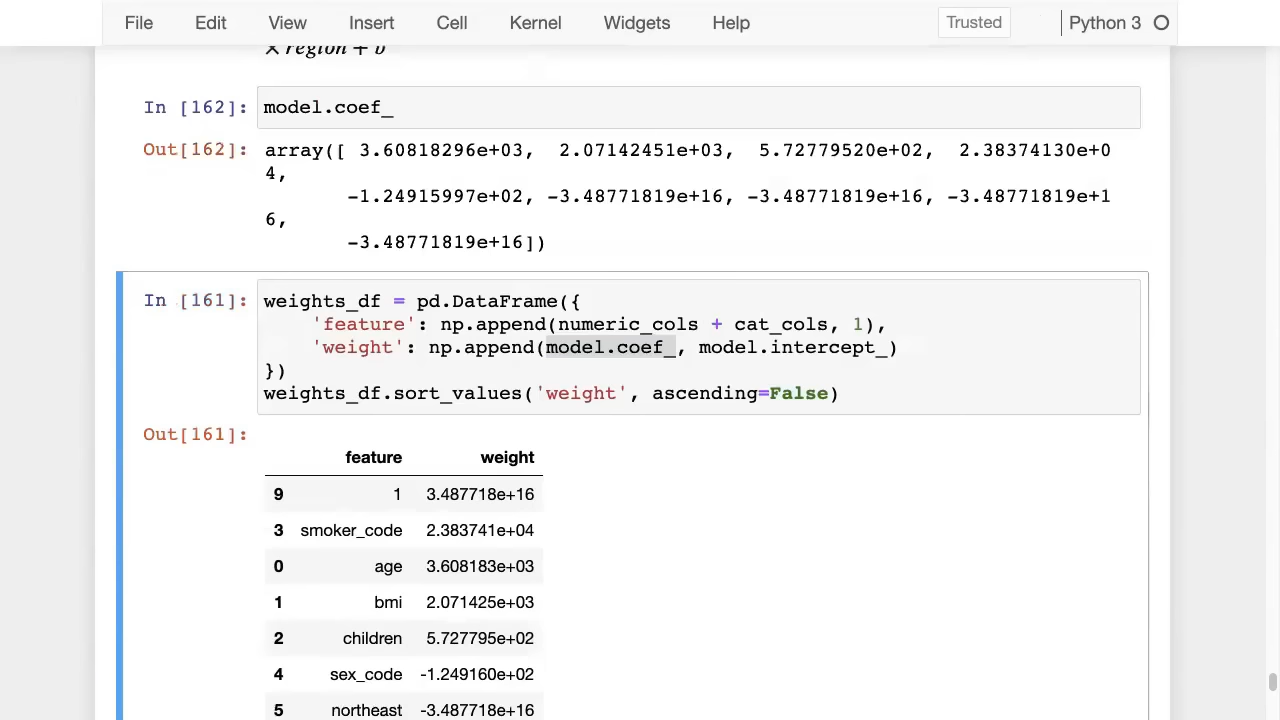 File Edit View Insert Cell Kernel Widgets Help Trusted Python 3
× region + b
In [162]: model.coef_
Out[162]: array([ 3.60818296e+03, 2.07142451e+03, 5.72779520e+02, 2.38374130e+0
4,
-1.24915997e+02, -3.48771819e+16, -3.48771819e+16, -3.48771819e+1
6,
-3.48771819e+16])
In [161]: weights_df = pd.DataFrame({
'feature': np.append(numeric_cols + cat_cols, 1),
'weight': np.append(model.coef_, model.intercept_)
})
weights_df.sort_values('weight', ascending=False)
Out[161]:
feature weight
9 1 3.487718e+16
3 smoker_code 2.383741e+04
0 age 3.608183e+03
1 bmi 2.071425e+03
2 children 5.727795e+02
4 sex_code -1.249160e+02
5 northeast -3.487718e+16